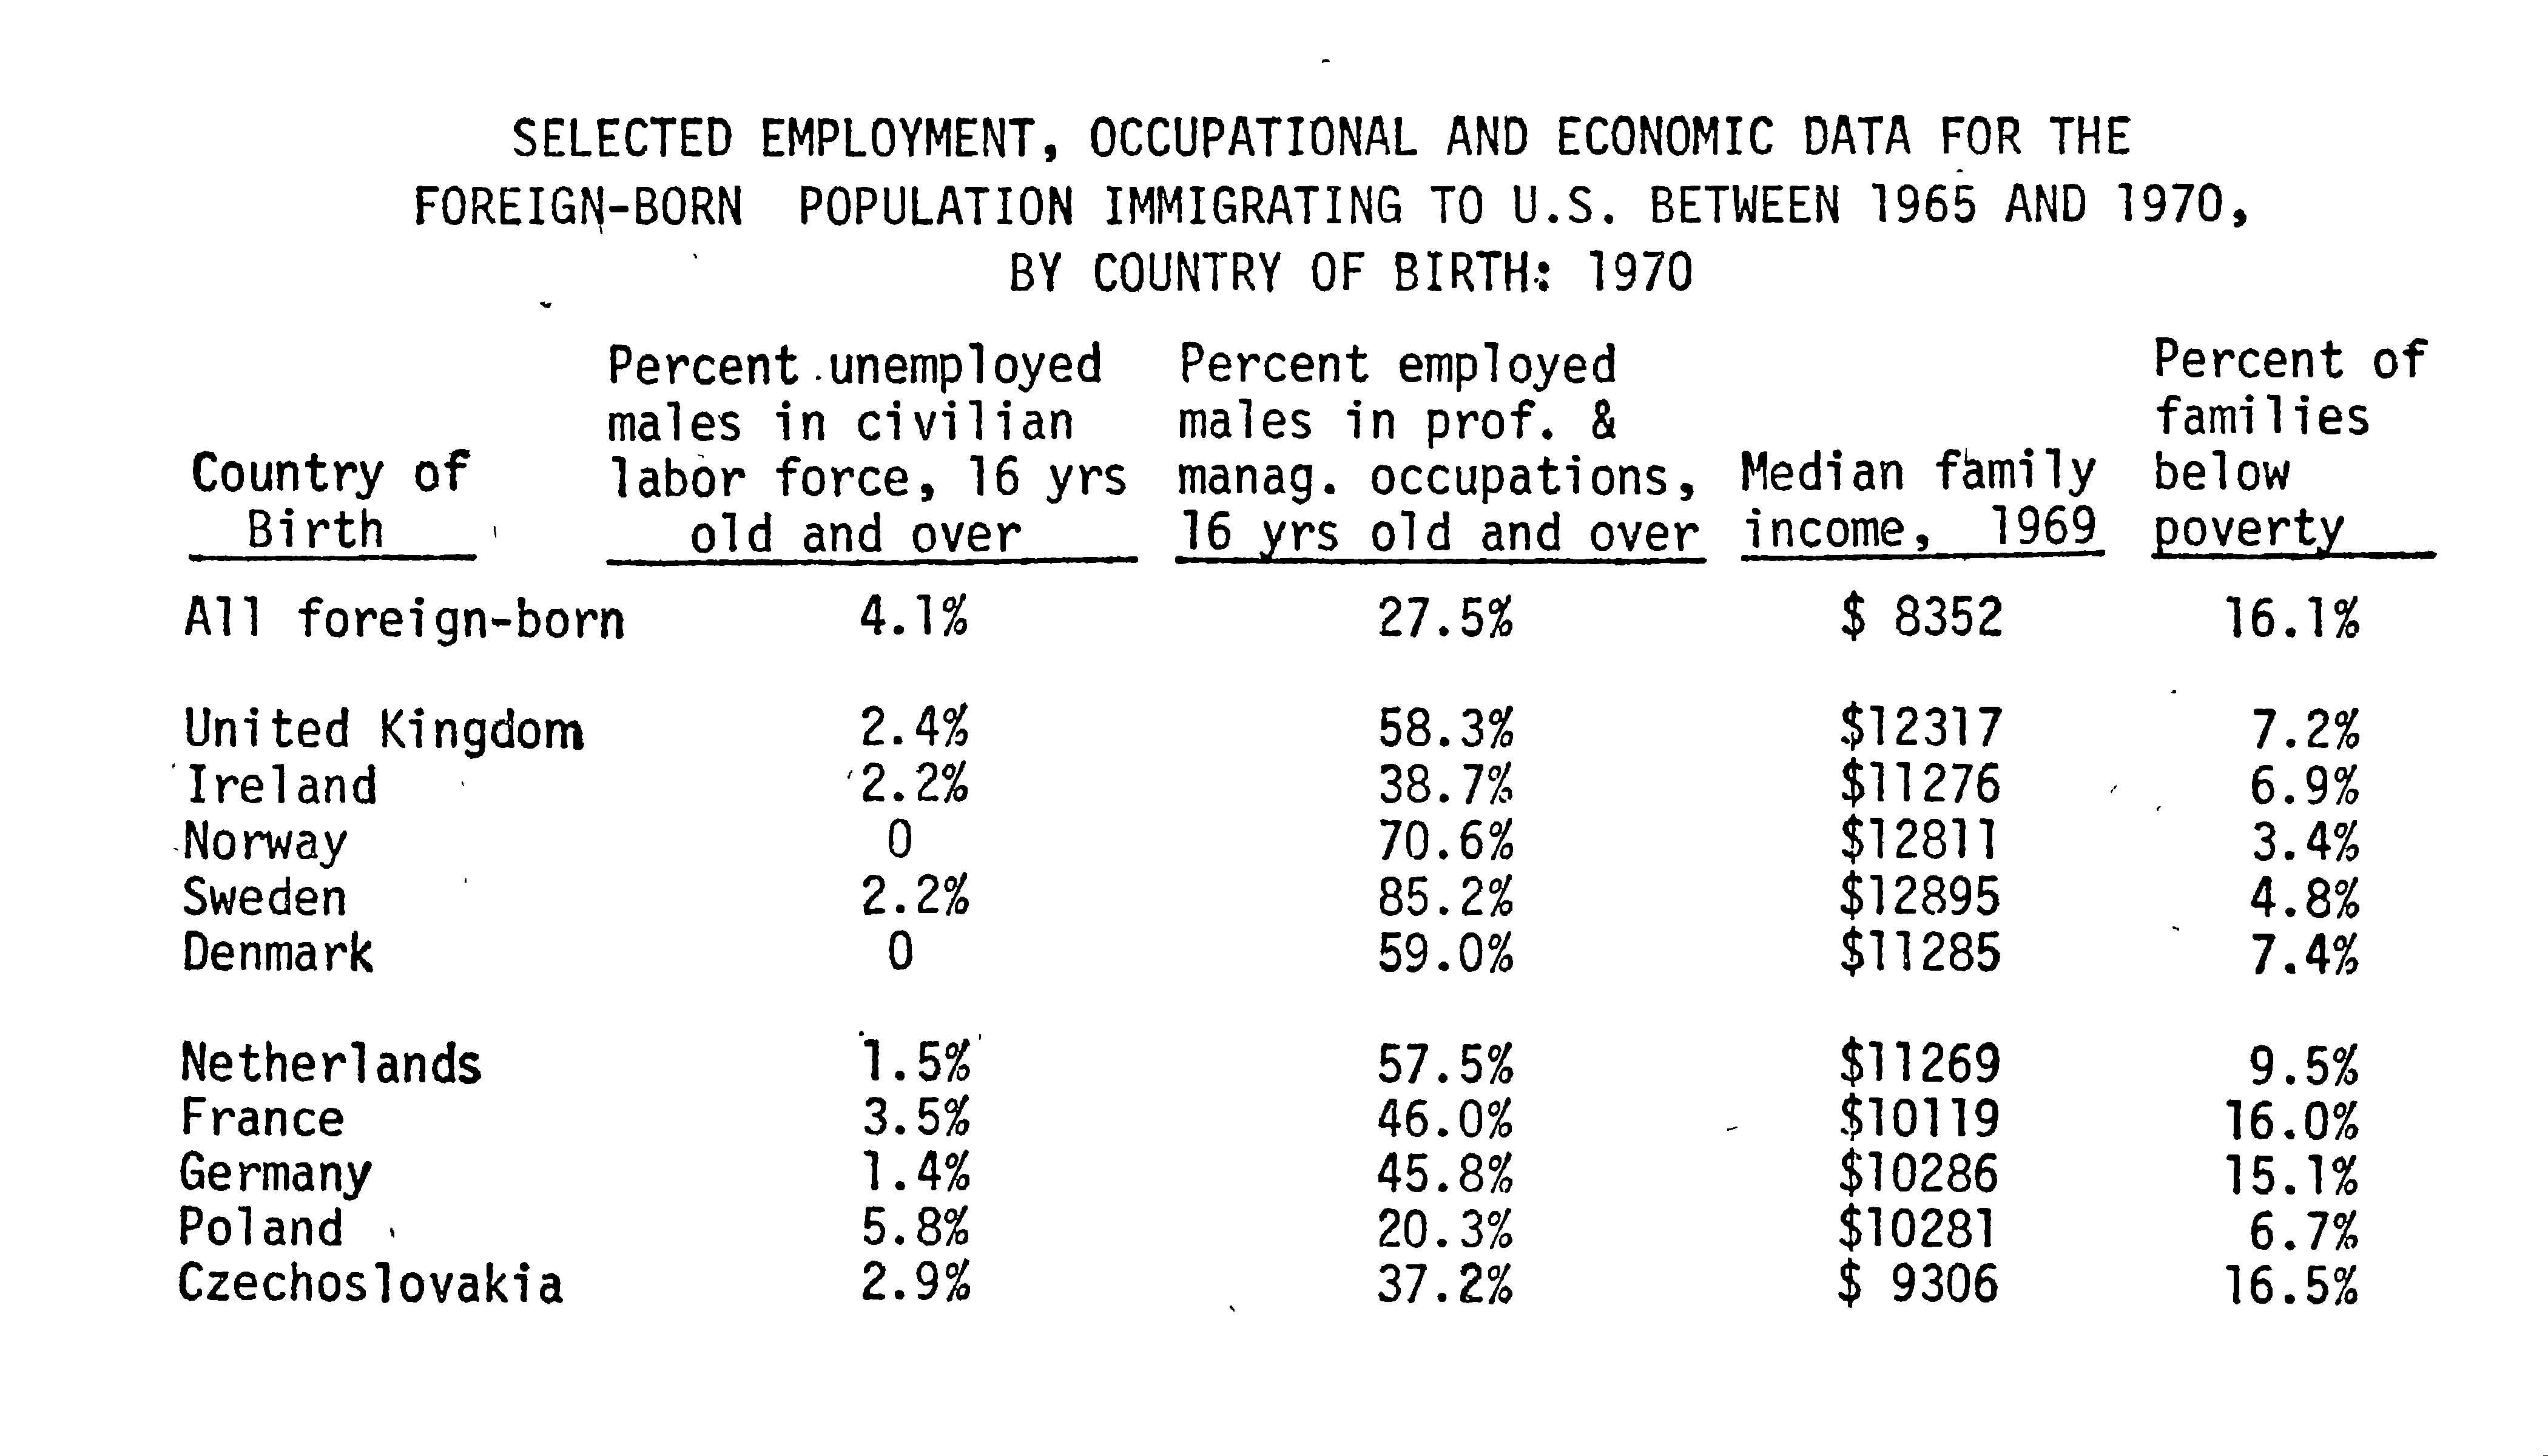 SELECTED EMPLOYMENT, OCCUPATIONAL AND ECONOMIC DATA FOR THE
FOREIGN-BORN POPULATION IMMIGRATING TO U.S. BETWEEN 1965 AND 1970,
BY COUNTRY OF BIRTH: 1970
Country of
Birth
Percent unemployed
males in civilian
labor force, 16 yrs
old and over
Percent employed
males in prof. &
manag. occupations,
16 yrs old and over
Median family
income, 1969
Percent of
families
below
poverty
All foreign-born 4.1% 27.5% $ 8352 16.1%
United Kingdom 2.4% 58.3% $12317 7.2%
Ireland 2.2% 38.7% $11276 6.9%
Norway 0 70.6% $12811 3.4%
Sweden 2.2% 85.2% $12895 4.8%
Denmark 0 59.0% $11285 7.4%
Netherlands 1.5% 57.5% $11269 9.5%
France 3.5% 46.0% $10119 16.0%
Germany 1.4% 45.8% $10286 15.1%
Poland 5.8% 20.3% $10281 6.7%
Czechoslovakia 2.9% 37.2% $ 9306 16.5%